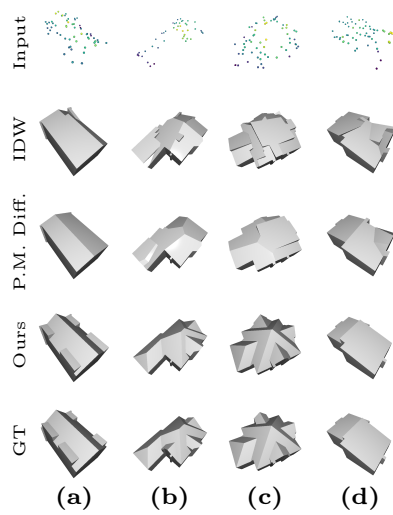 Input
IDW
P.M. Diff.
Ours
GT
(a) (b) (c) (d)